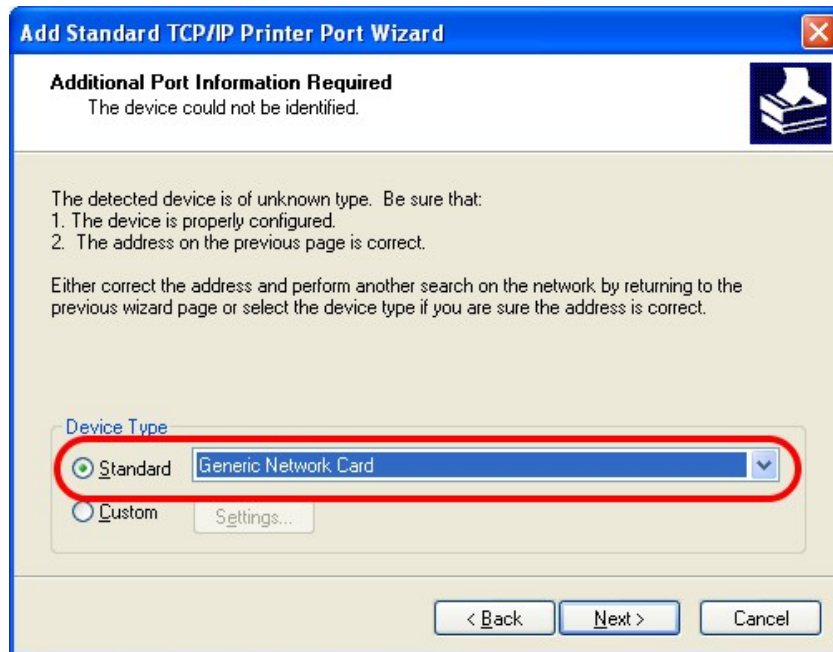 Add Standard TCP/IP Printer Port Wizard
Additional Port Information Required
The device could not be identified.
The detected device is of unknown type.  Be sure that:
1. The device is properly configured.
2.  The address on the previous page is correct.
Either correct the address and perform another search on the network by returning to the
previous wizard page or select the device type if you are sure the address is correct.
Device Type
Standard Generic Network Card
Custom Settings...
< Back Next > Cancel